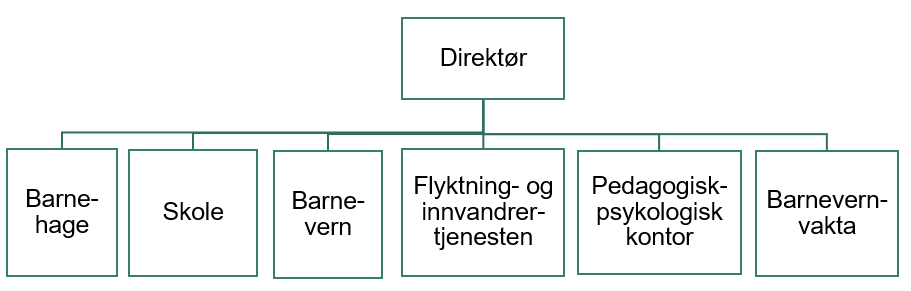 Direktør
Barne-
hage
Skole
Barne-
vern
Flyktning- og
innvandrer-
tjenesten
Pedagogisk-
psykologisk
kontor
Barnevern-
vakta